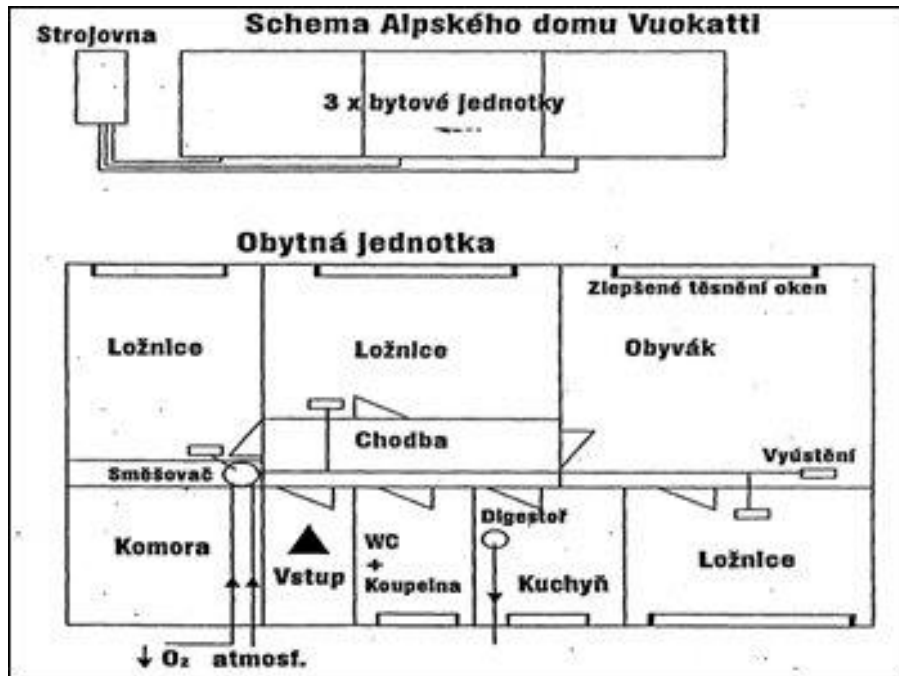 Schema Alpského domu Vuokatti
Strojovna
3 x bytové jednotky
Obytná jednotka
Zlepšené těsnění oken
Ložnice
Ložnice
Obyvák
Chodba
Směšovač
Vyústění
Komora
Vstup
WC
+
Koupelna
Digestoř
Kuchyň
Ložnice
↓ O₂ atmosf.